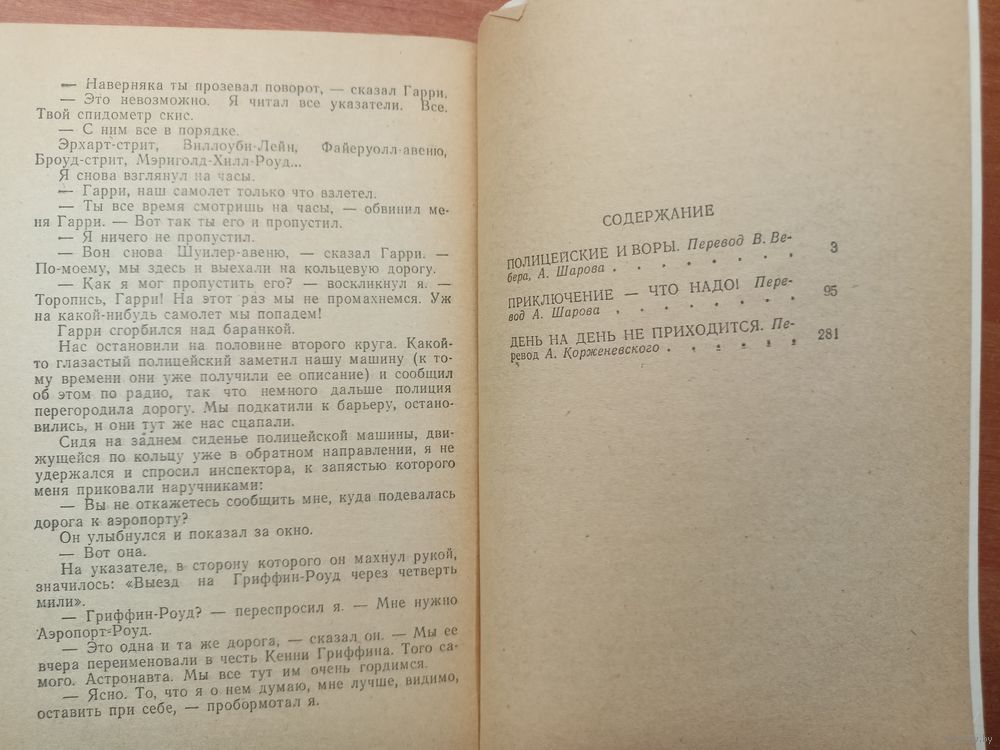 — Наверняка ты прозевал поворот, — сказал Гарри.
— Это невозможно. Я читал все указатели. Все.
Твой спидометр скис.
— С ним все в порядке.
Эрхарт-стрит, Виллоуби-Лейн, Файеруолл-авеню,
Броуд-стрит, Мэриголд-Хилл-Роуд...
Я снова взглянул на часы.
— Гарри, наш самолет только что взлетел.
— Ты все время смотришь на часы, — обвинил ме-
ня Гарри. — Вот так ты его и пропустил.
— Я ничего не пропустил.
— Вон снова Шуилер-авеню, — сказал Гарри. —
По-моему, мы здесь и выехали на кольцевую дорогу.
— Как я мог пропустить его? — воскликнул я. —
Торопись, Гарри! На этот раз мы не промахнемся. Уж
на какой-нибудь самолет мы попадем!
Гарри сгорбился над баранкой.
Нас остановили на половине второго круга. Какой-
то глазастый полицейский заметил нашу машину (к то-
му времени они уже получили ее описание) и сообщил
об этом по радио, так что немного дальше полиция
перегородила дорогу. Мы подкатили к барьеру, остано-
вились, и они тут же нас сцапали.
Сидя на заднем сиденье полицейской машины, дви-
жущейся по кольцу уже в обратном направлении, я не
удержался и спросил инспектора, к запястью которого
меня приковали наручниками:
— Вы не откажетесь сообщить мне, куда подевалась
дорога к аэропорту?
Он улыбнулся и показал за окно.
— Вот она.
На указателе, в сторону которого он махнул рукой,
значилось: «Выезд на Гриффин-Роуд через четверть
мили».
— Гриффин-Роуд? — переспросил я. — Мне нужно
Аэропорт-Роуд.
— Это одна и та же дорога, — сказал он. — Мы ее
вчера переименовали в честь Кенни Гриффина. Того са-
мого. Астронавта. Мы все тут им очень гордимся.
— Ясно. То, что я о нем думаю, мне лучше, видимо,
оставить при себе, — пробормотал я.
СОДЕРЖАНИЕ
ПОЛИЦЕЙСКИЕ И ВОРЫ. Перевод В. Ве-
бера, А. Шарова . . . . . . . . 3
ПРИКЛЮЧЕНИЕ — ЧТО НАДО! Пере-
вод А. Шарова . . . . . . . . 95
ДЕНЬ НА ДЕНЬ НЕ ПРИХОДИТСЯ. Пе-
ревод А. Корженевского . . . . . . 281